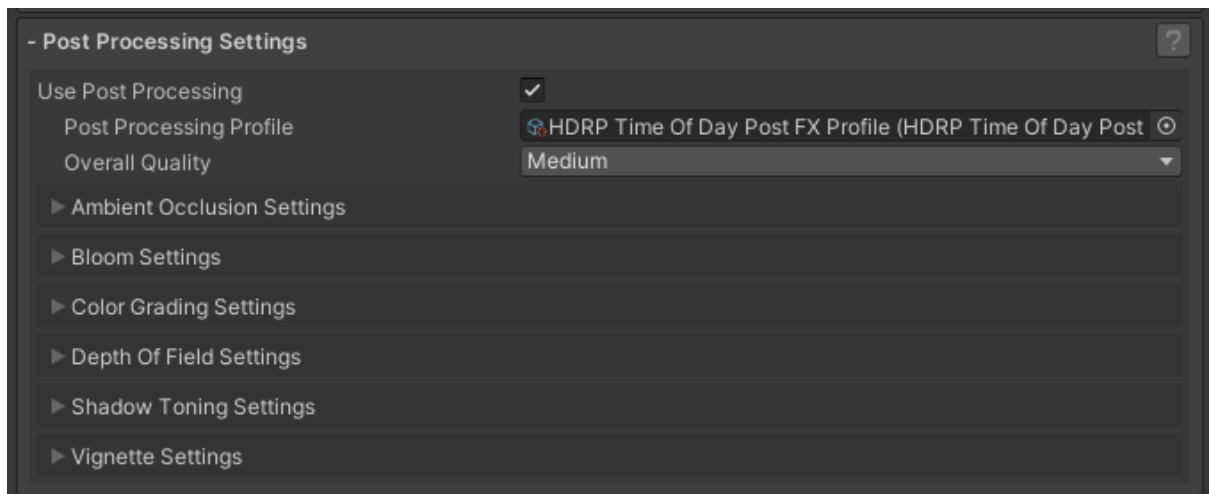 - Post Processing Settings
?
Use Post Processing
Post Processing Profile HDRP Time Of Day Post FX Profile (HDRP Time Of Day Post
Overall Quality Medium
Ambient Occlusion Settings
Bloom Settings
Color Grading Settings
Depth Of Field Settings
Shadow Toning Settings
Vignette Settings